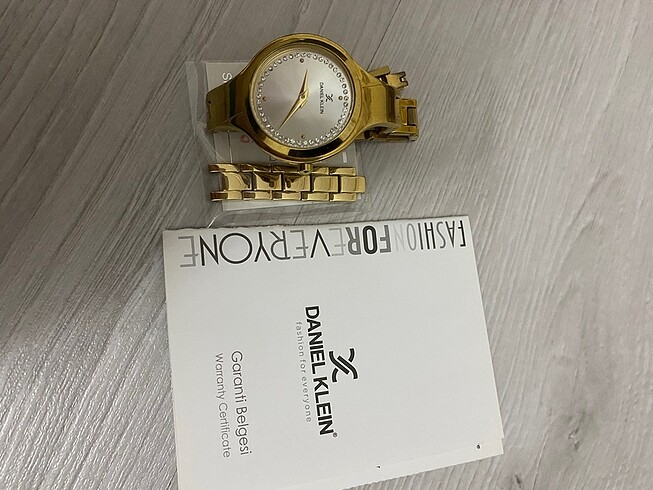 DANIEL KLEIN
FASHIONFOREVERYONE
DANIEL KLEIN®
fashion for everyone
Garanti Belgesi
Warranty Certificate